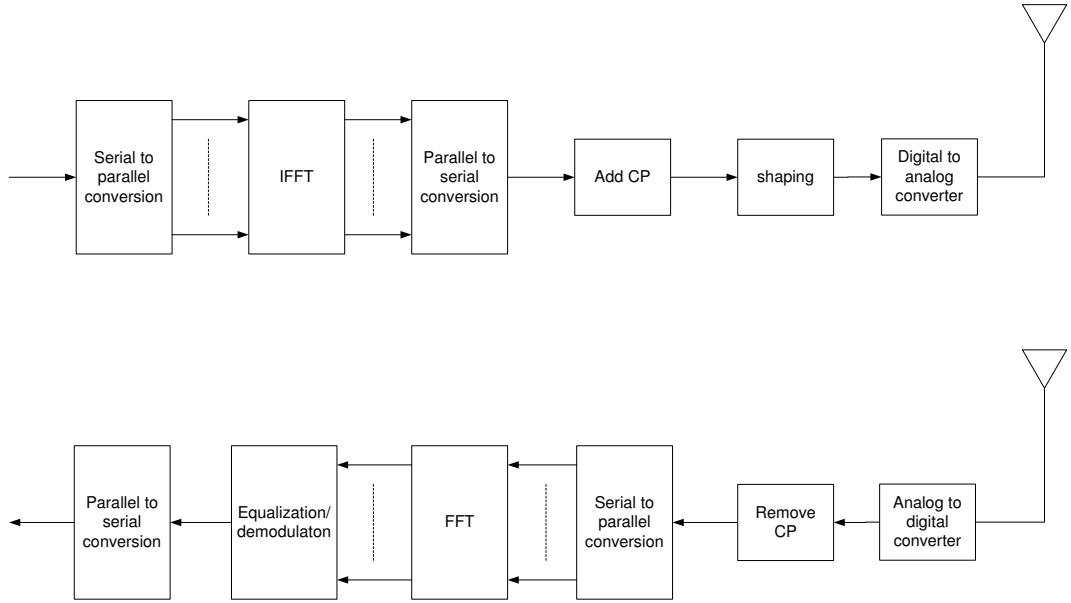 Serial to
parallel
conversion
IFFT
Parallel to
serial
conversion
Add CP
shaping
Digital to
analog
converter
Parallel to
serial
conversion
Equalization/
demodulaton
FFT
Serial to
parallel
conversion
Remove
CP
Analog to
digital
converter